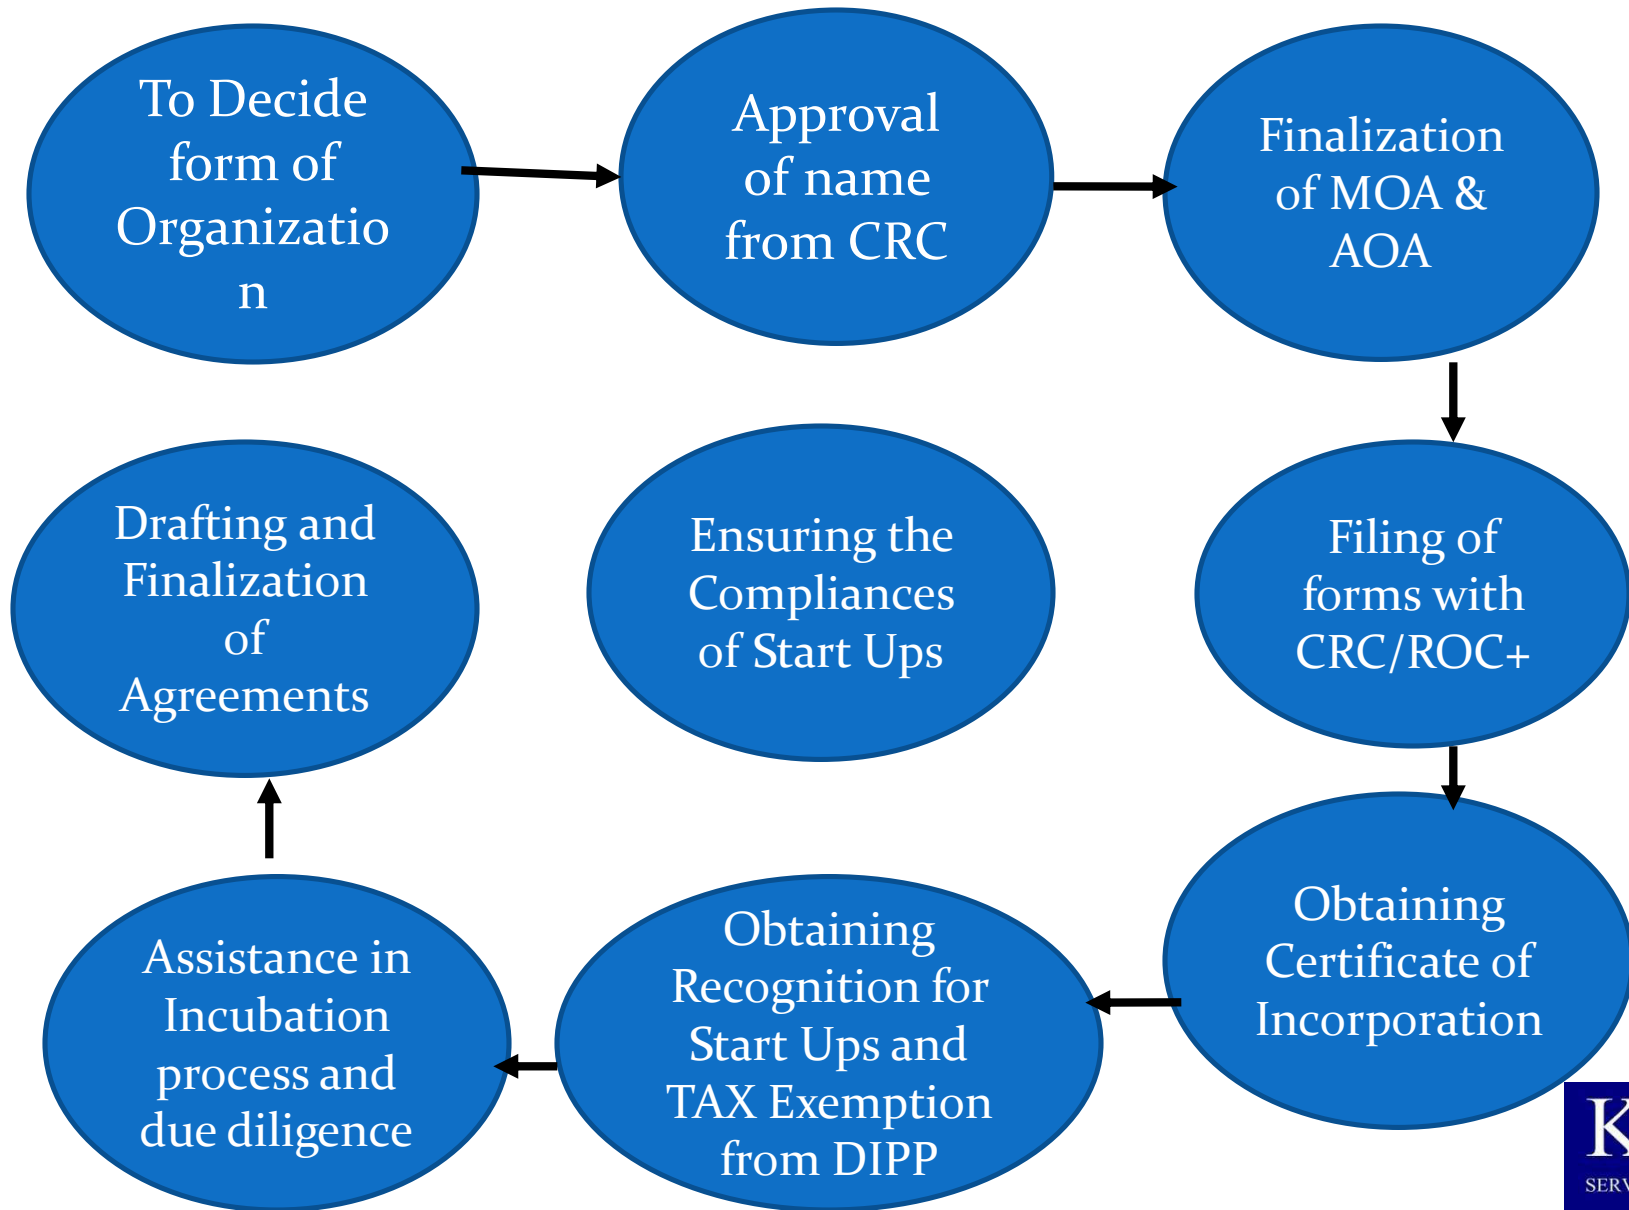 To Decide
form of
Organizatio
n
Approval
of name
from CRC
Finalization
of MOA &
AOA
Drafting and
Finalization
of
Agreements
Ensuring the
Compliances
of Start Ups
Filing of
forms with
CRC/ROC+
Assistance in
Incubation
process and
due diligence
Obtaining
Recognition for
Start Ups and
TAX Exemption
from DIPP
Obtaining
Certificate of
Incorporation